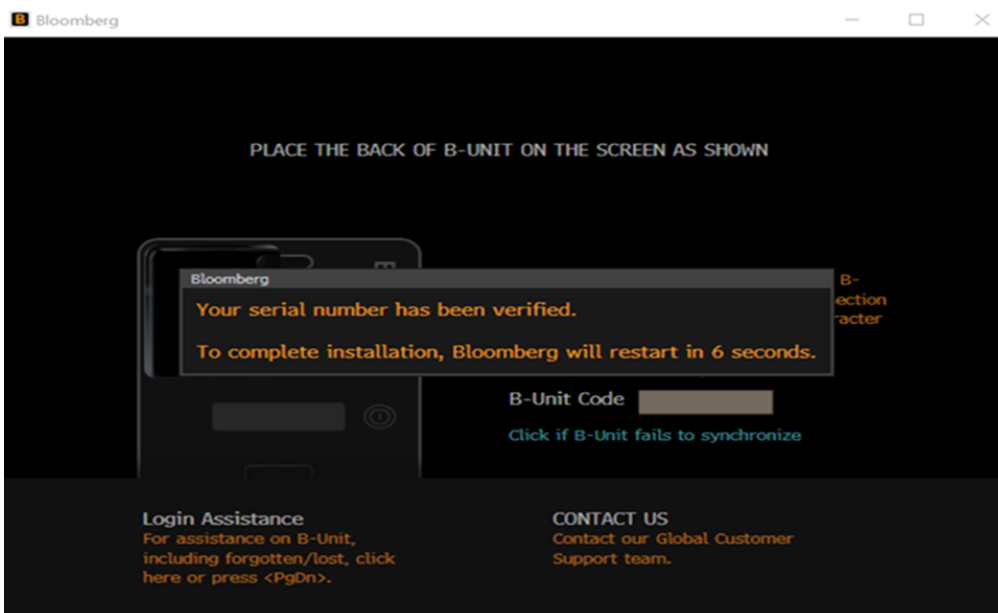 Bloomberg
PLACE THE BACK OF B-UNIT ON THE SCREEN AS SHOWN
Bloomberg
Your serial number has been verified.
To complete installation, Bloomberg will restart in 6 seconds.
B-
ection
racter
B-Unit Code
Click if B-Unit fails to synchronize
Login Assistance
For assistance on B-Unit,
including forgotten/lost, click
here or press <PgDn>.
CONTACT US
Contact our Global Customer
Support team.